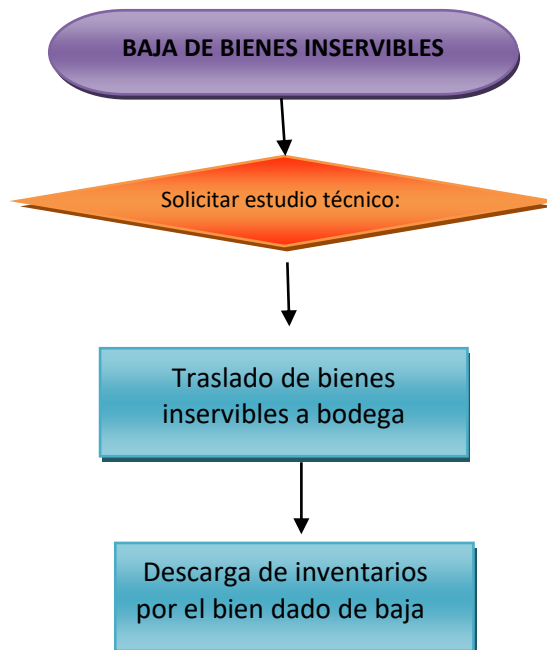 BAJA DE BIENES INSERVIBLES
Solicitar estudio técnico:
Traslado de bienes
inservibles a bodega
Descarga de inventarios
por el bien dado de baja